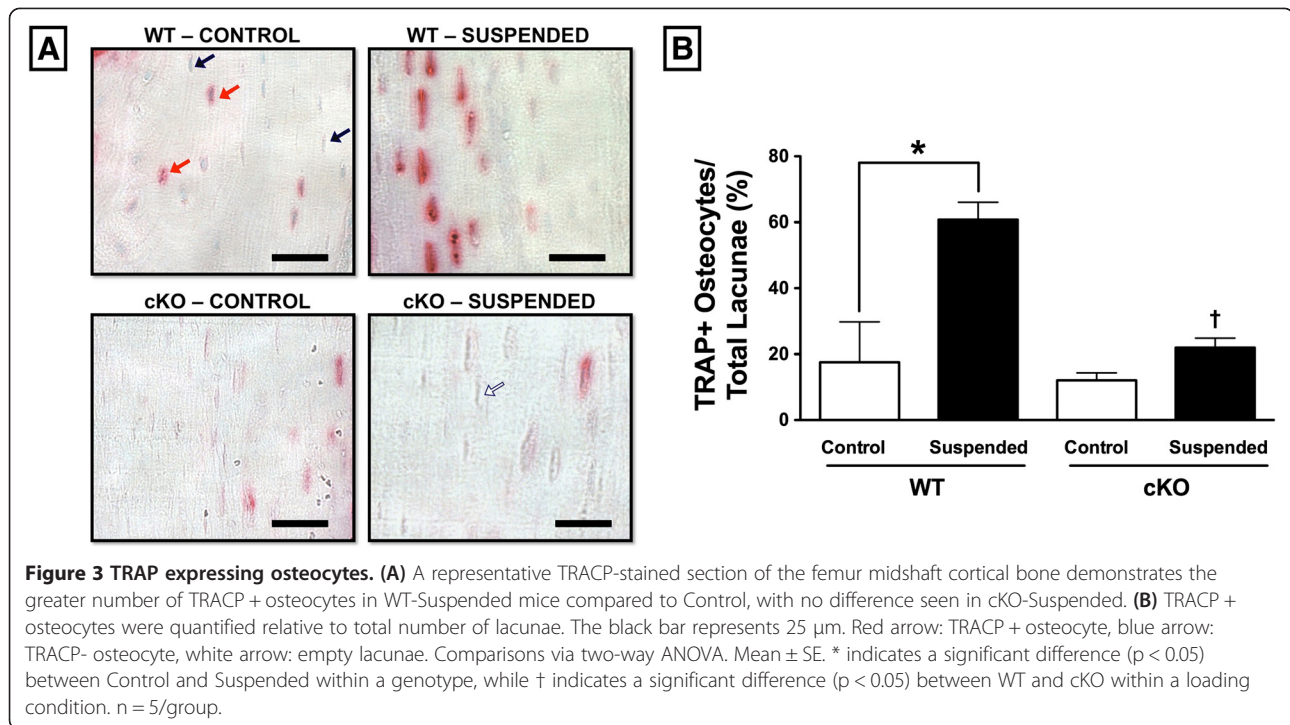 A
WT – CONTROL
WT – SUSPENDED
cKO – CONTROL
cKO – SUSPENDED
B
TRAP+ Osteocytes/
Total Lacunae (%)
80
60
40
20
0
*
†
Control
Suspended
Control
Suspended
WT
cKO
Figure 3 TRAP expressing osteocytes. (A) A representative TRACP-stained section of the femur midshaft cortical bone demonstrates the
greater number of TRACP + osteocytes in WT-Suspended mice compared to Control, with no difference seen in cKO-Suspended. (B) TRACP +
osteocytes were quantified relative to total number of lacunae. The black bar represents 25 μm. Red arrow: TRACP + osteocyte, blue arrow:
TRACP- osteocyte, white arrow: empty lacunae. Comparisons via two-way ANOVA. Mean ± SE. * indicates a significant difference (p < 0.05)
between Control and Suspended within a genotype, while † indicates a significant difference (p < 0.05) between WT and cKO within a loading
condition. n = 5/group.